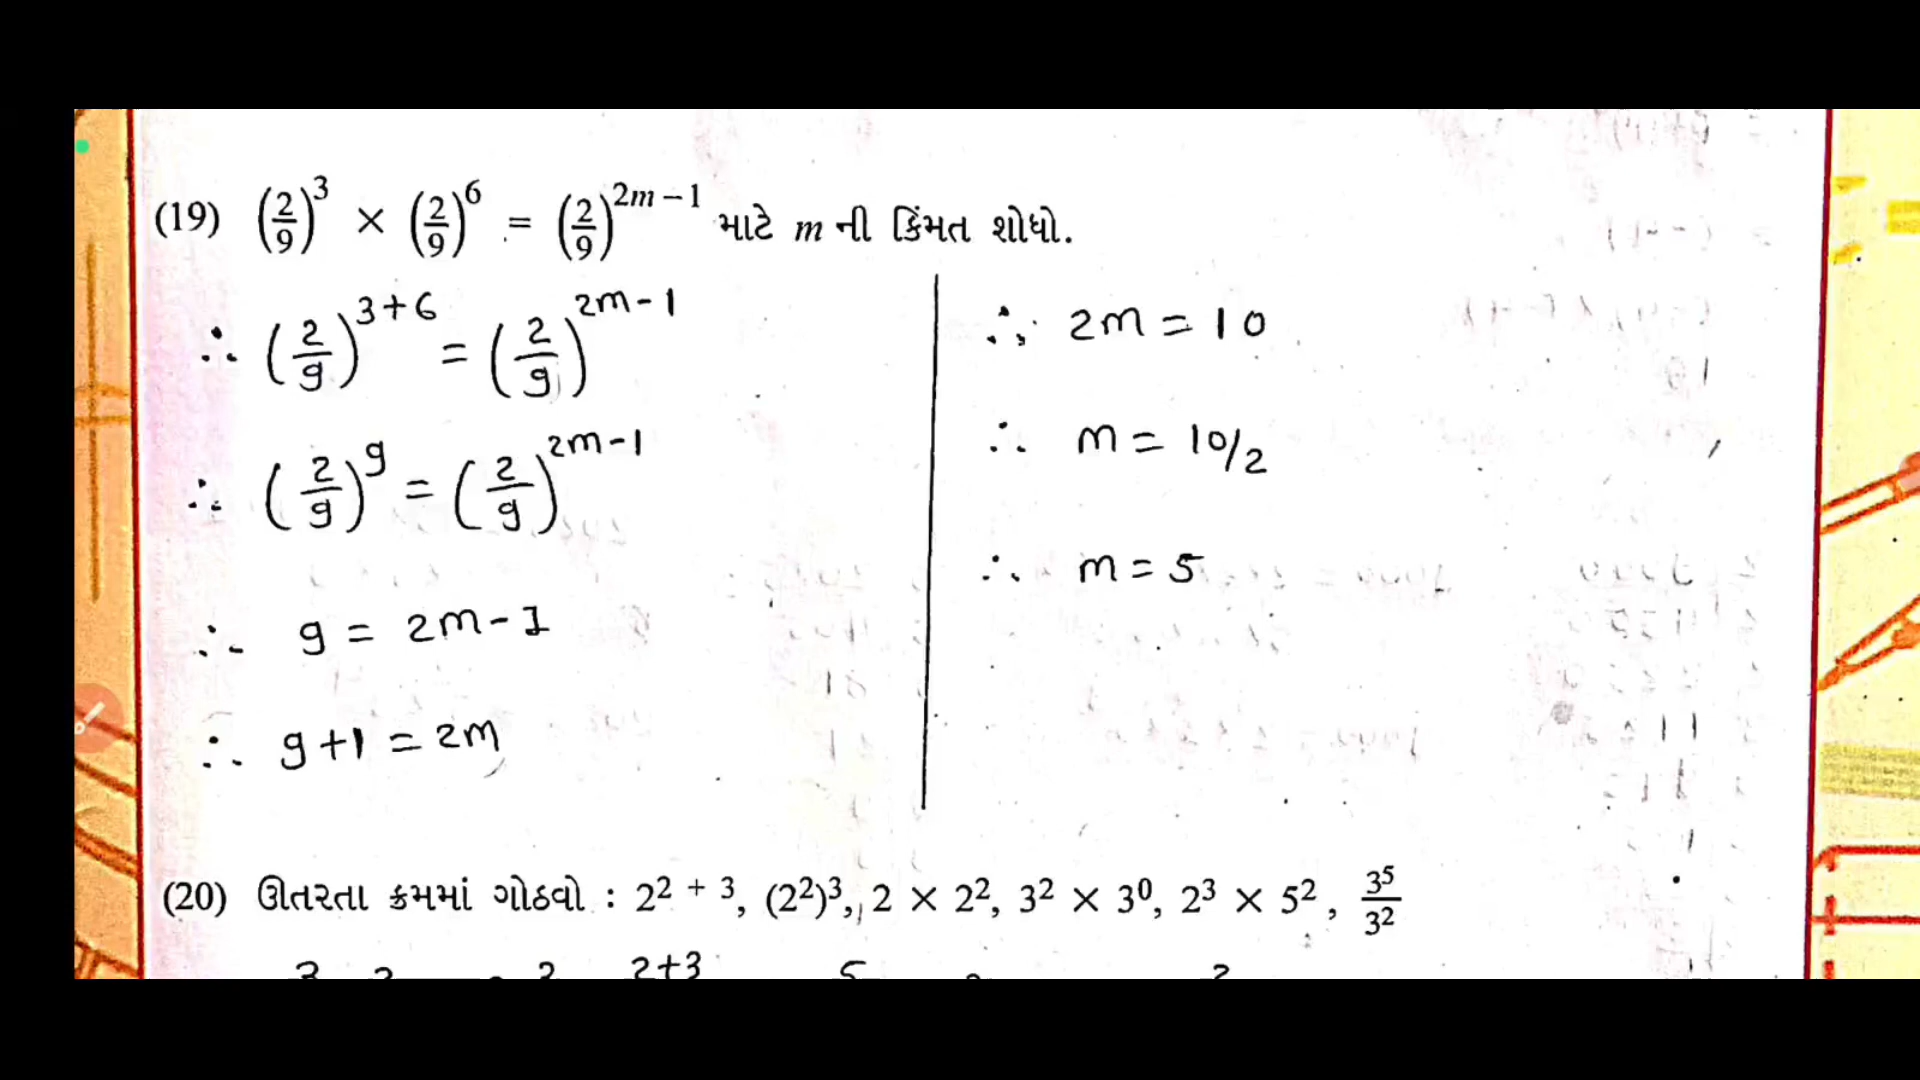 (19) (2/9)³ × (2/9)⁶ = (2/9)^(2m − 1) માટે m ની કિંમત શોધો.
∴ (2/9)^(3+6) = (2/9)^(2m-1)
∴ (2/9)^9 = (2/9)^(2m-1)
∴ 9 = 2m-1
∴ 9+1 = 2m
∴ 2m = 10
∴ m = 10/2
∴ m = 5
(20) ઊતરતા ક્રમમાં ગોઠવો : 2^(2 + 3), (2²)³, 2 × 2², 3² × 3⁰, 2³ × 5², 3⁵/3²